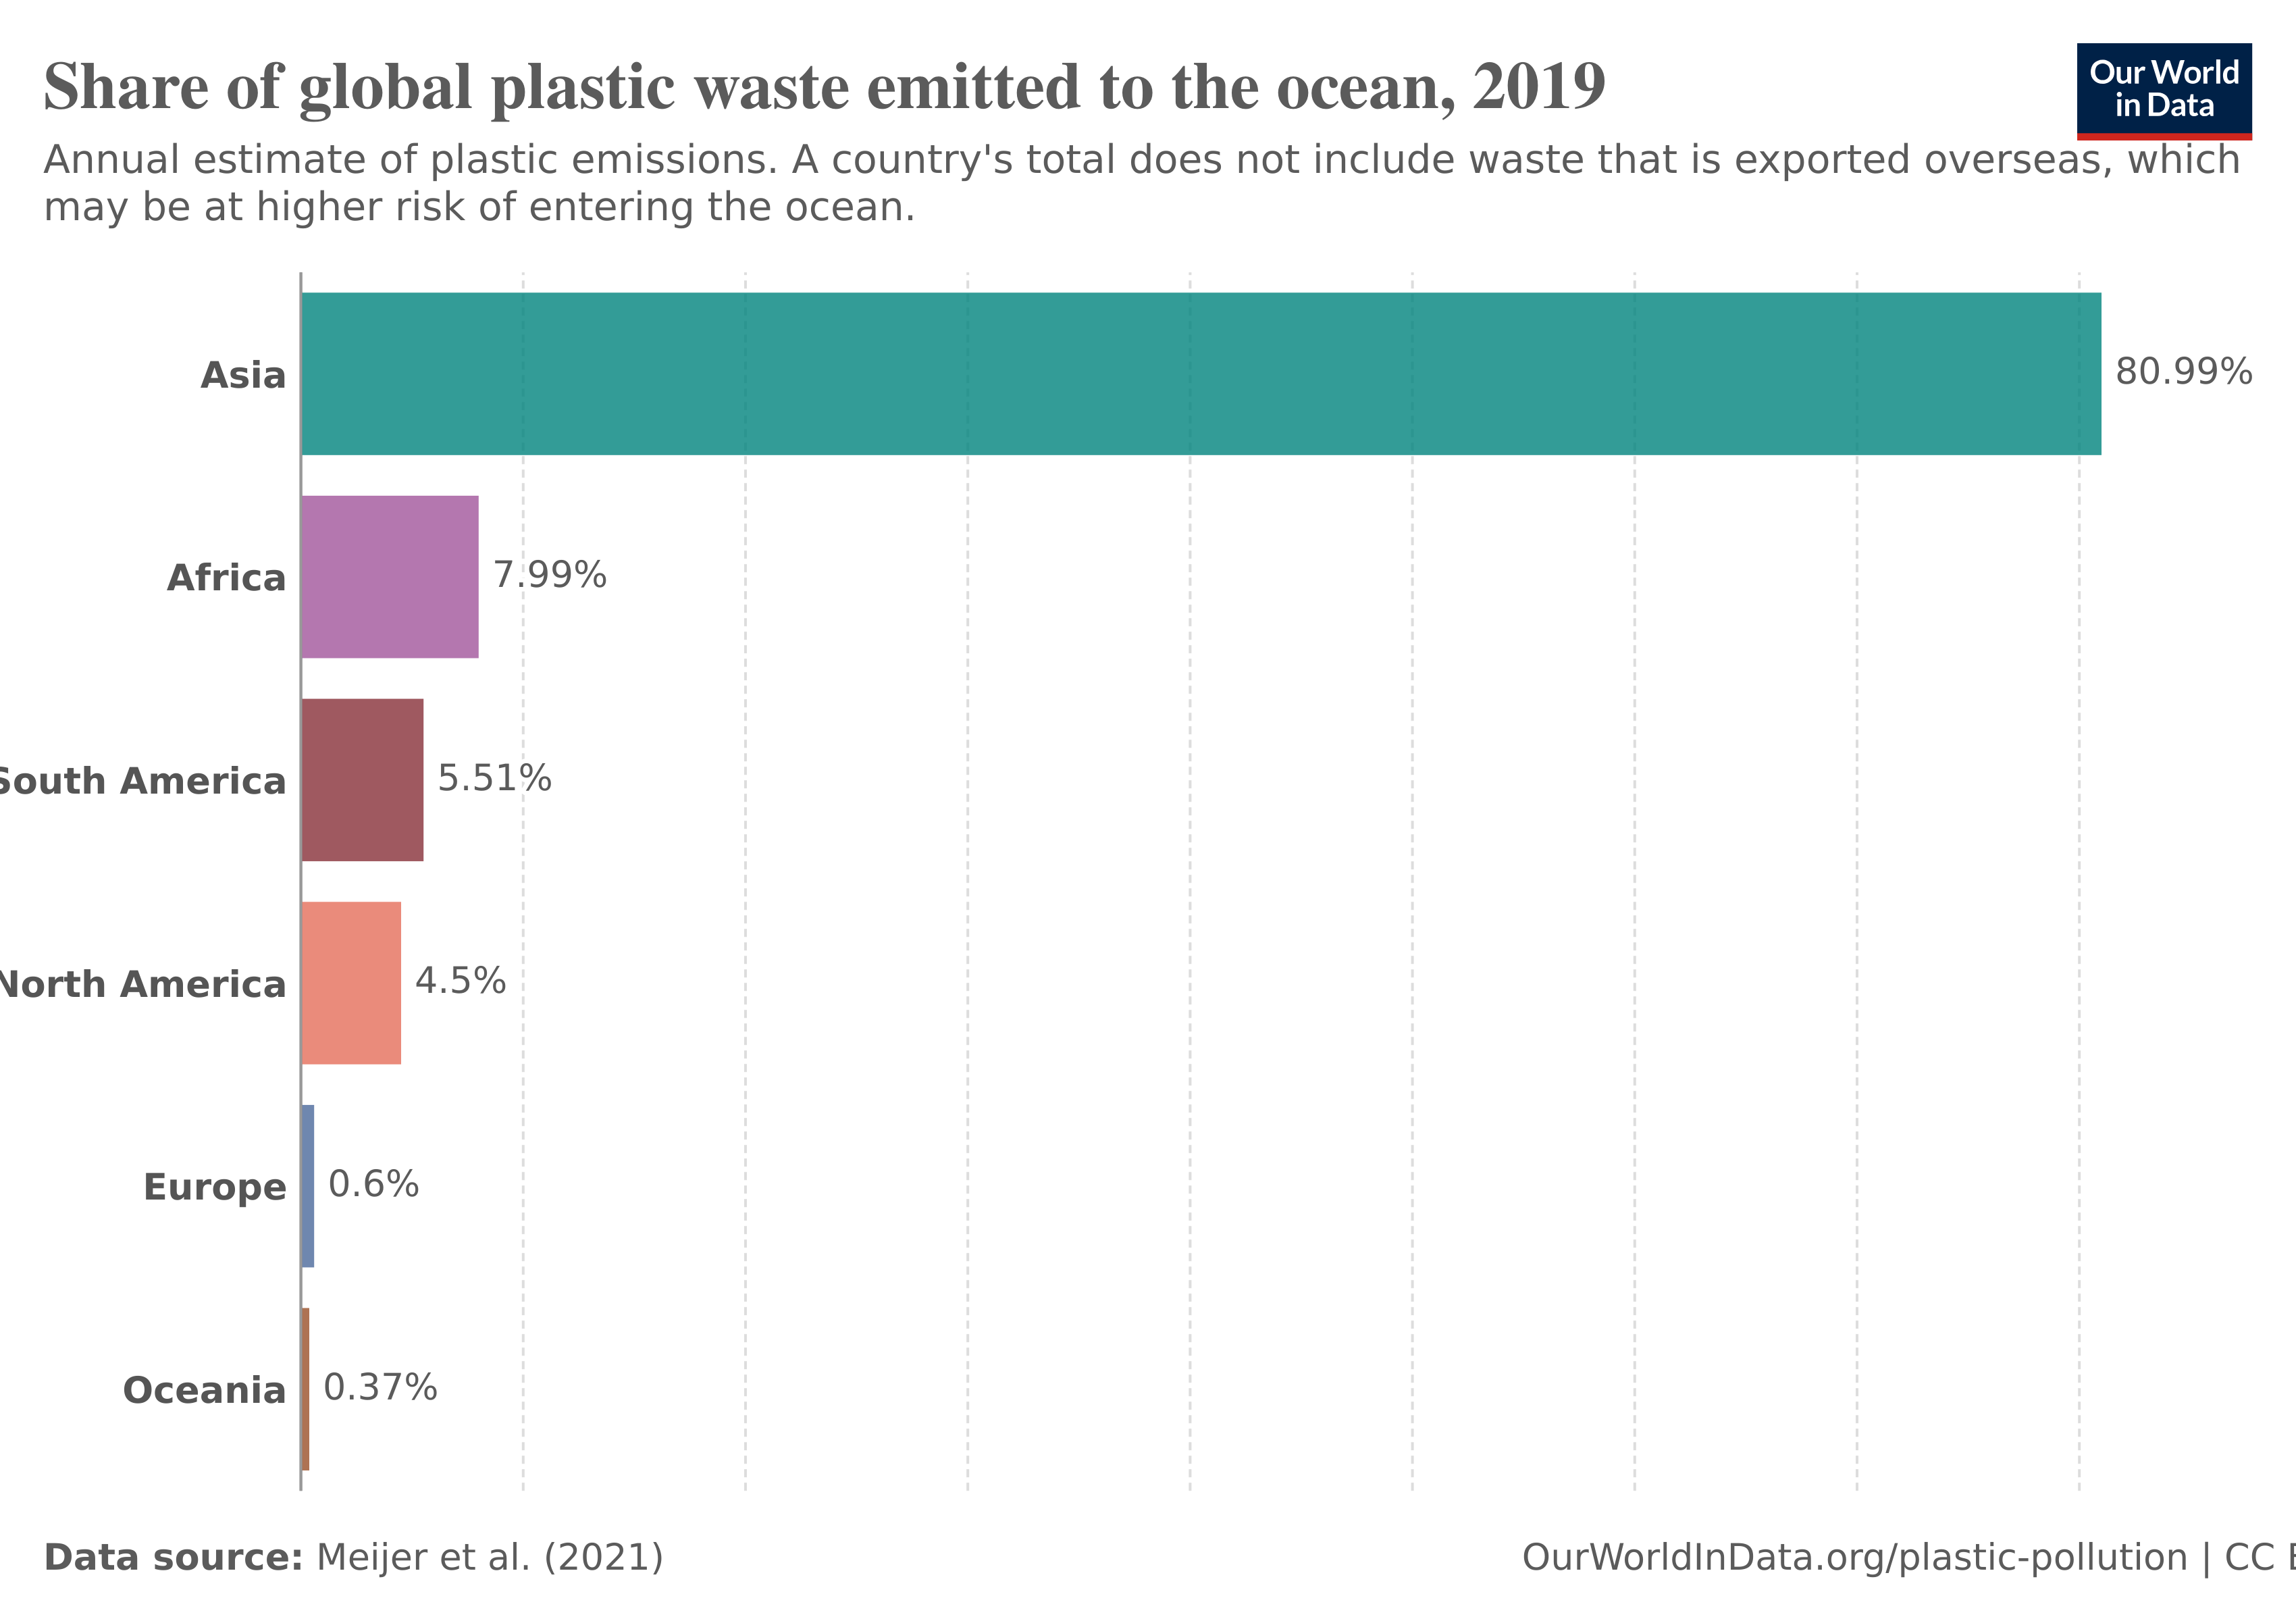 Share of global plastic waste emitted to the ocean, 2019
Our World
in Data
Annual estimate of plastic emissions. A country's total does not include waste that is exported overseas, which
may be at higher risk of entering the ocean.
Asia 80.99%
Africa 7.99%
South America 5.51%
North America 4.5%
Europe 0.6%
Oceania 0.37%
Data source: Meijer et al. (2021)
OurWorldInData.org/plastic-pollution | CC